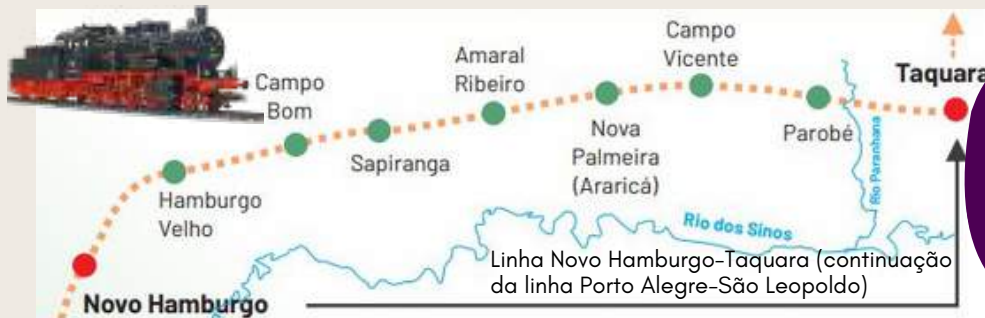 Campo
Bom
Amaral
Ribeiro
Campo
Vicente
Taquara
Hamburgo
Velho
Sapiranga
Nova
Palmeira
(Araricá)
Parobé
Rio Paranhana
Rio dos Sinos
Linha Novo Hamburgo-Taquara (continuação
da linha Porto Alegre-São Leopoldo)
Novo Hamburgo